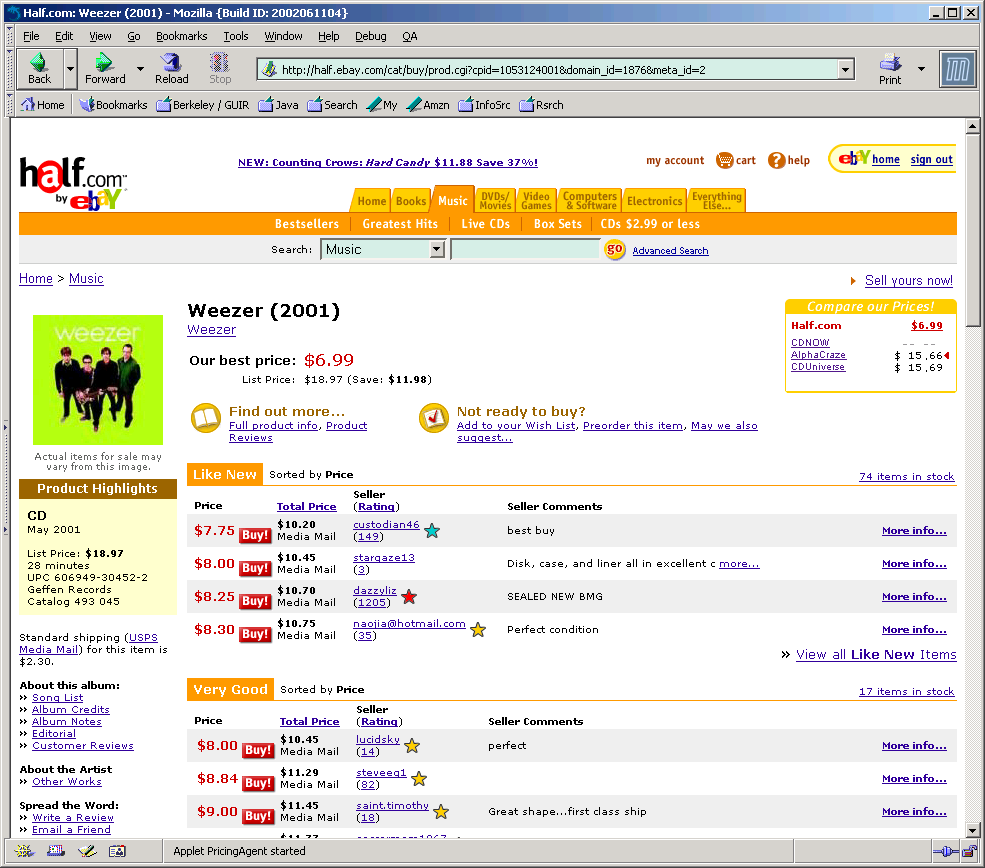 Half.com: Weezer (2001) - Mozilla {Build ID: 2002061104}
File Edit View Go Bookmarks Tools Window Help Debug QA
Back Forward Reload Stop http://half.ebay.com/cat/buy/prod.cgi?cpid=1053124001&domain_id=1876&meta_id=2 Print
Home Bookmarks Berkeley / GUIR Java Search My Amzn InfoSrc Rsrch
NEW: Counting Crows: Hard Candy $11.88 Save 37%!
my account cart help ebY home sign out
half.com™
by ebY
Home Books Music DVDs/ Movies Video Games Computers & Software Electronics Everything Else...
Bestsellers Greatest Hits Live CDs Box Sets CDs $2.99 or less
Search: Music go Advanced Search
Home > Music
Sell yours now!
weezer
Actual items for sale may
vary from this image.
Weezer (2001)
Weezer
Our best price: $6.99
List Price: $18.97 (Save: $11.98)
Compare our Prices!
Half.com $6.99
CDNOW -- --
AlphaCraze $ 15.66
CDUniverse $ 15.69
Find out more...
Full product info, Product
Reviews
Not ready to buy?
Add to your Wish List, Preorder this item, May we also
suggest...
Product Highlights
CD
May 2001
List Price: $18.97
28 minutes
UPC 606949-30452-2
Geffen Records
Catalog 493 045
Standard shipping (USPS
Media Mail) for this item is
$2.30.
About this album:
» Song List
» Album Credits
» Album Notes
» Editorial
» Customer Reviews
About the Artist
» Other Works
Spread the Word:
» Write a Review
» Email a Friend
Like New Sorted by Price 74 items in stock
Price Total Price Seller (Rating) Seller Comments
$7.75 Buy! $10.20 Media Mail custodian46 (149) best buy More info...
$8.00 Buy! $10.45 Media Mail stargaze13 (3) Disk, case, and liner all in excellent c more... More info...
$8.25 Buy! $10.70 Media Mail dazzyliz (1205) SEALED NEW BMG More info...
$8.30 Buy! $10.75 Media Mail naojia@hotmail.com (35) Perfect condition More info...
» View all Like New Items
Very Good Sorted by Price 17 items in stock
Price Total Price Seller (Rating) Seller Comments
$8.00 Buy! $10.45 Media Mail lucidsky (14) perfect More info...
$8.84 Buy! $11.29 Media Mail steveeg1 (82) More info...
$9.00 Buy! $11.45 Media Mail saint.timothy (18) Great shape...first class ship More info...
Applet PricingAgent started